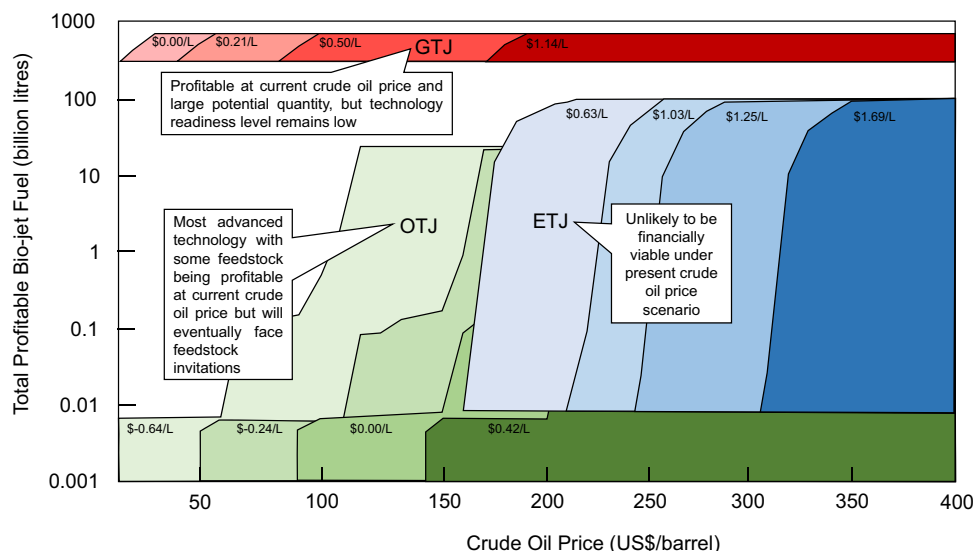 1000
100
10
1
0.1
0.01
0.001
Total Profitable Bio-jet Fuel (billion litres)
$0.00/L
$0.21/L
$0.50/L
GTJ
$1.14/L
Profitable at current crude oil price and
large potential quantity, but technology
readiness level remains low
$0.63/L
$1.03/L
$1.25/L
$1.69/L
Most advanced
technology with
some feedstock
being profitable
at current crude
oil price but will
eventually face
feedstock
invitations
OTJ
ETJ
Unlikely to be
financially
viable under
present crude
oil price
scenario
$-0.64/L
$-0.24/L
$0.00/L
$0.42/L
50
100
150
200
250
300
350
400
Crude Oil Price (US$/barrel)